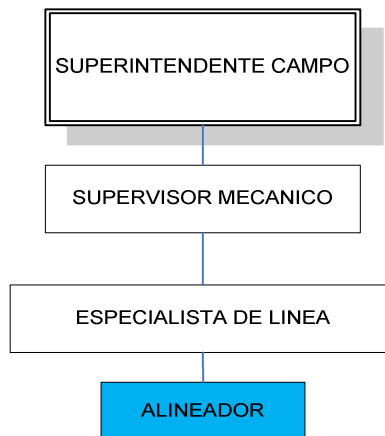 SUPERINTENDENTE CAMPO
SUPERVISOR MECANICO
ESPECIALISTA DE LINEA
ALINEADOR